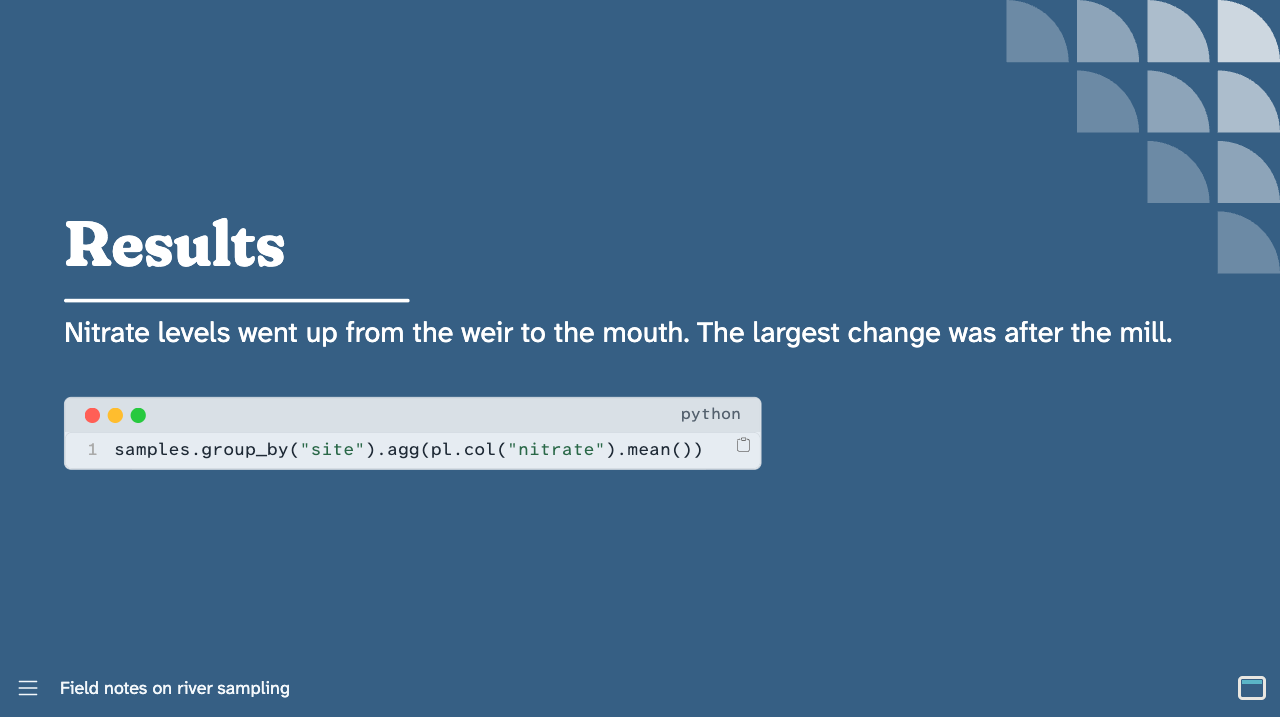 Results
Nitrate levels went up from the weir to the mouth. The largest change was after the mill.
python
1 samples.group_by("site").agg(pl.col("nitrate").mean())
Field notes on river sampling